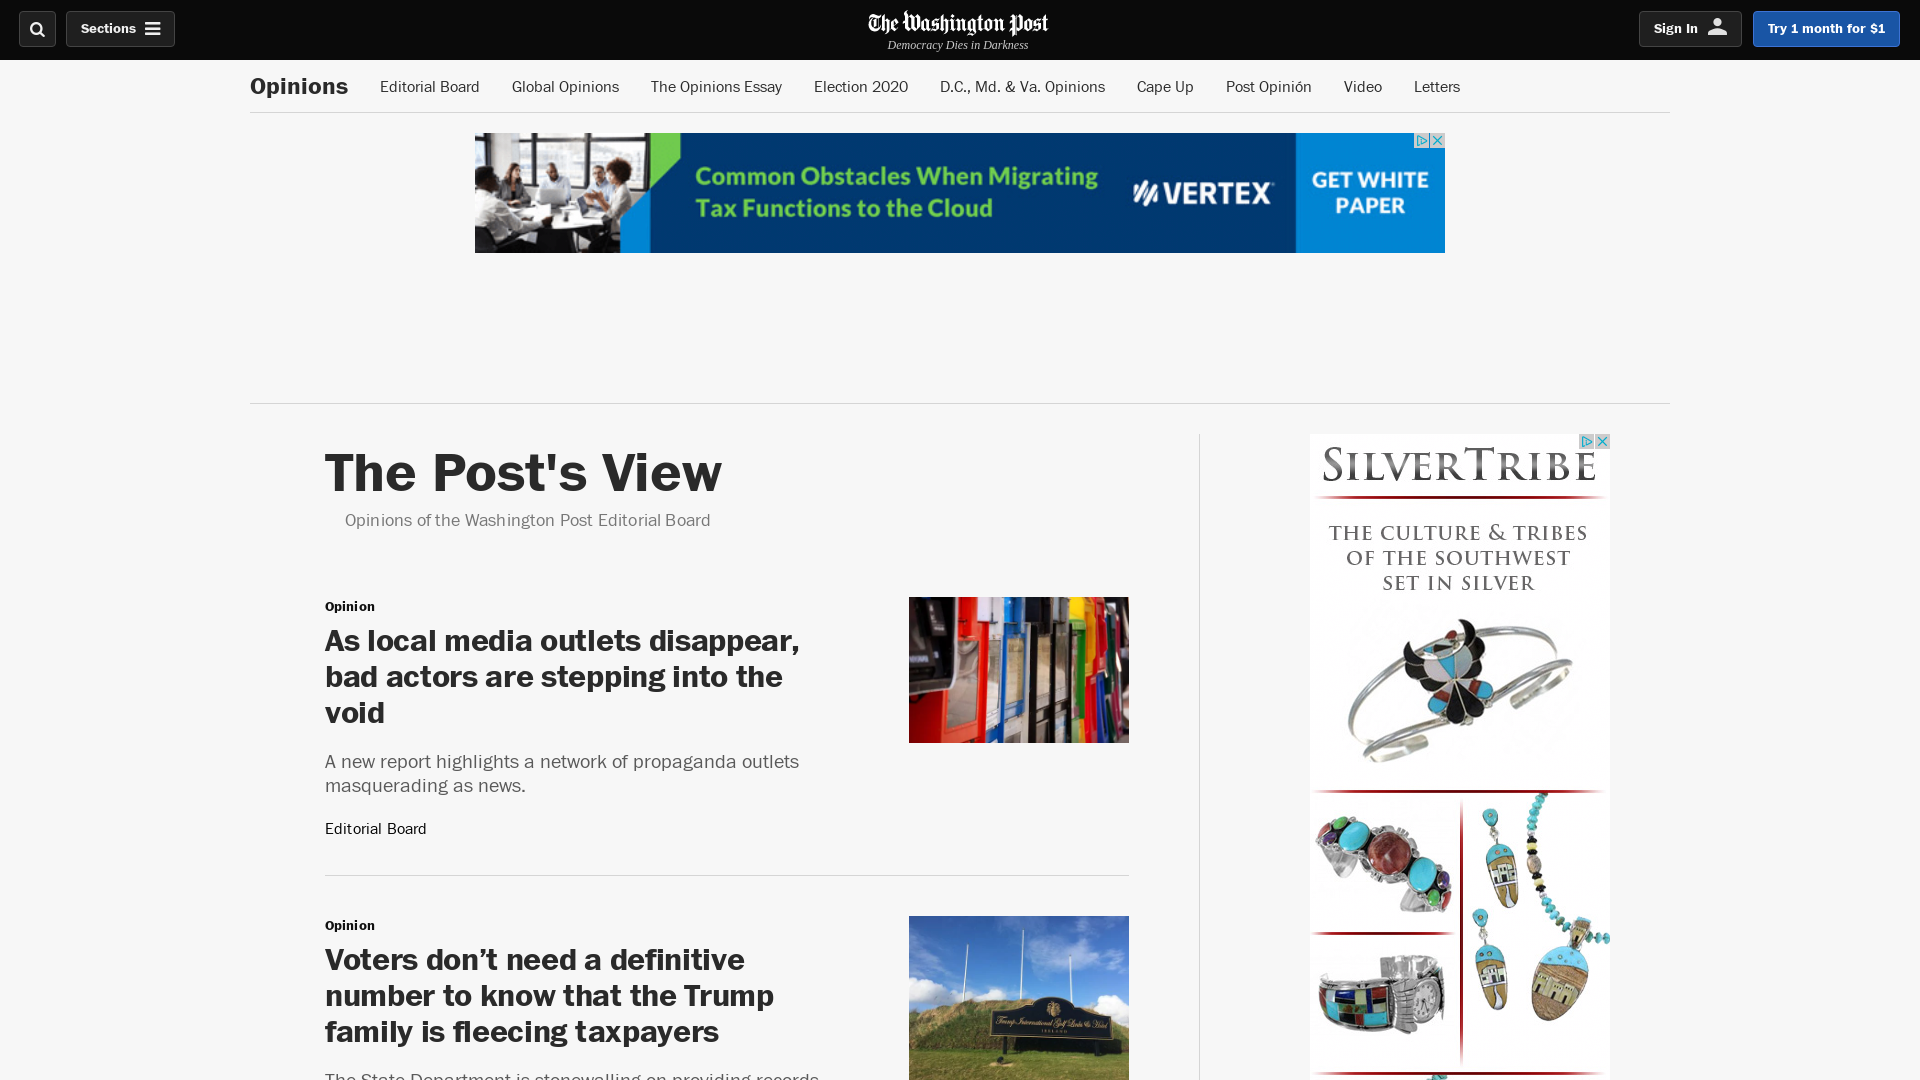 Sections
The Washington Post
Democracy Dies in Darkness
Sign In
Try 1 month for $1
Opinions
Editorial Board
Global Opinions
The Opinions Essay
Election 2020
D.C., Md. & Va. Opinions
Cape Up
Post Opinión
Video
Letters
Common Obstacles When Migrating
Tax Functions to the Cloud
VERTEX
GET WHITE
PAPER
The Post's View
Opinions of the Washington Post Editorial Board
Opinion
As local media outlets disappear,
bad actors are stepping into the
void
A new report highlights a network of propaganda outlets
masquerading as news.
Editorial Board
Opinion
Voters don’t need a definitive
number to know that the Trump
family is fleecing taxpayers
The State Department is stonewalling on providing records
Trump International Golf Links & Hotel
IRELAND
SILVERTRIBE
THE CULTURE & TRIBES
OF THE SOUTHWEST
SET IN SILVER